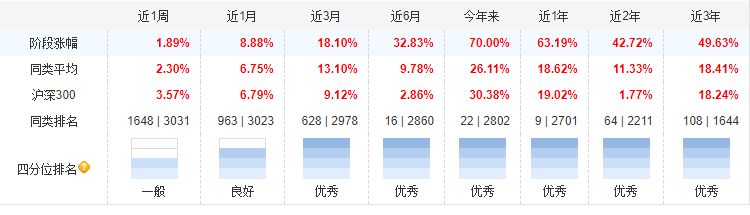 近1周 近1月 近3月 近6月 今年来 近1年 近2年 近3年
阶段涨幅 1.89% 8.88% 18.10% 32.83% 70.00% 63.19% 42.72% 49.63%
同类平均 2.30% 6.75% 13.10% 9.78% 26.11% 18.62% 11.33% 18.41%
沪深300 3.57% 6.79% 9.12% 2.86% 30.38% 19.02% 1.77% 18.24%
同类排名 1648 | 3031 963 | 3023 628 | 2978 16 | 2860 22 | 2802 9 | 2701 64 | 2211 108 | 1644
四分位排名 ? 一般 良好 优秀 优秀 优秀 优秀 优秀 优秀